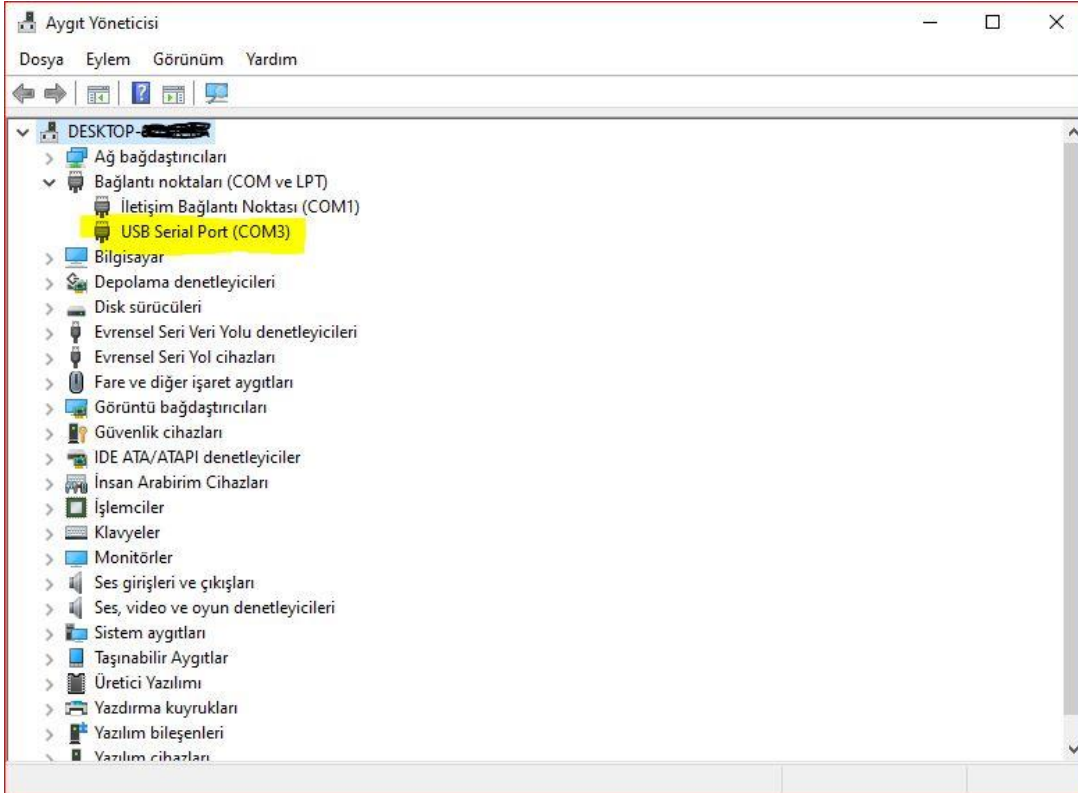 Aygıt Yöneticisi
Dosya Eylem Görünüm Yardım
DESKTOP-
Ağ bağdaştırıcıları
Bağlantı noktaları (COM ve LPT)
İletişim Bağlantı Noktası (COM1)
USB Serial Port (COM3)
Bilgisayar
Depolama denetleyicileri
Disk sürücüleri
Evrensel Seri Veri Yolu denetleyicileri
Evrensel Seri Yol cihazları
Fare ve diğer işaret aygıtları
Görüntü bağdaştırıcıları
Güvenlik cihazları
IDE ATA/ATAPI denetleyiciler
İnsan Arabirim Cihazları
İşlemciler
Klavyeler
Monitörler
Ses girişleri ve çıkışları
Ses, video ve oyun denetleyicileri
Sistem aygıtları
Taşınabilir Aygıtlar
Üretici Yazılımı
Yazdırma kuyrukları
Yazılım bileşenleri
Yazılım cihazları